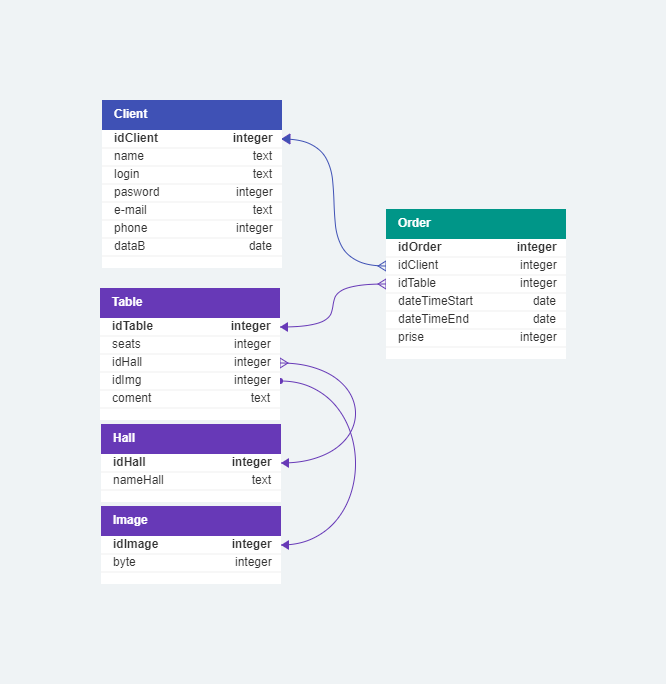 Client
idClient integer
name text
login text
pasword integer
e-mail text
phone integer
dataB date
Order
idOrder integer
idClient integer
idTable integer
dateTimeStart date
dateTimeEnd date
prise integer
Table
idTable integer
seats integer
idHall integer
idImg integer
coment text
Hall
idHall integer
nameHall text
Image
idImage integer
byte integer